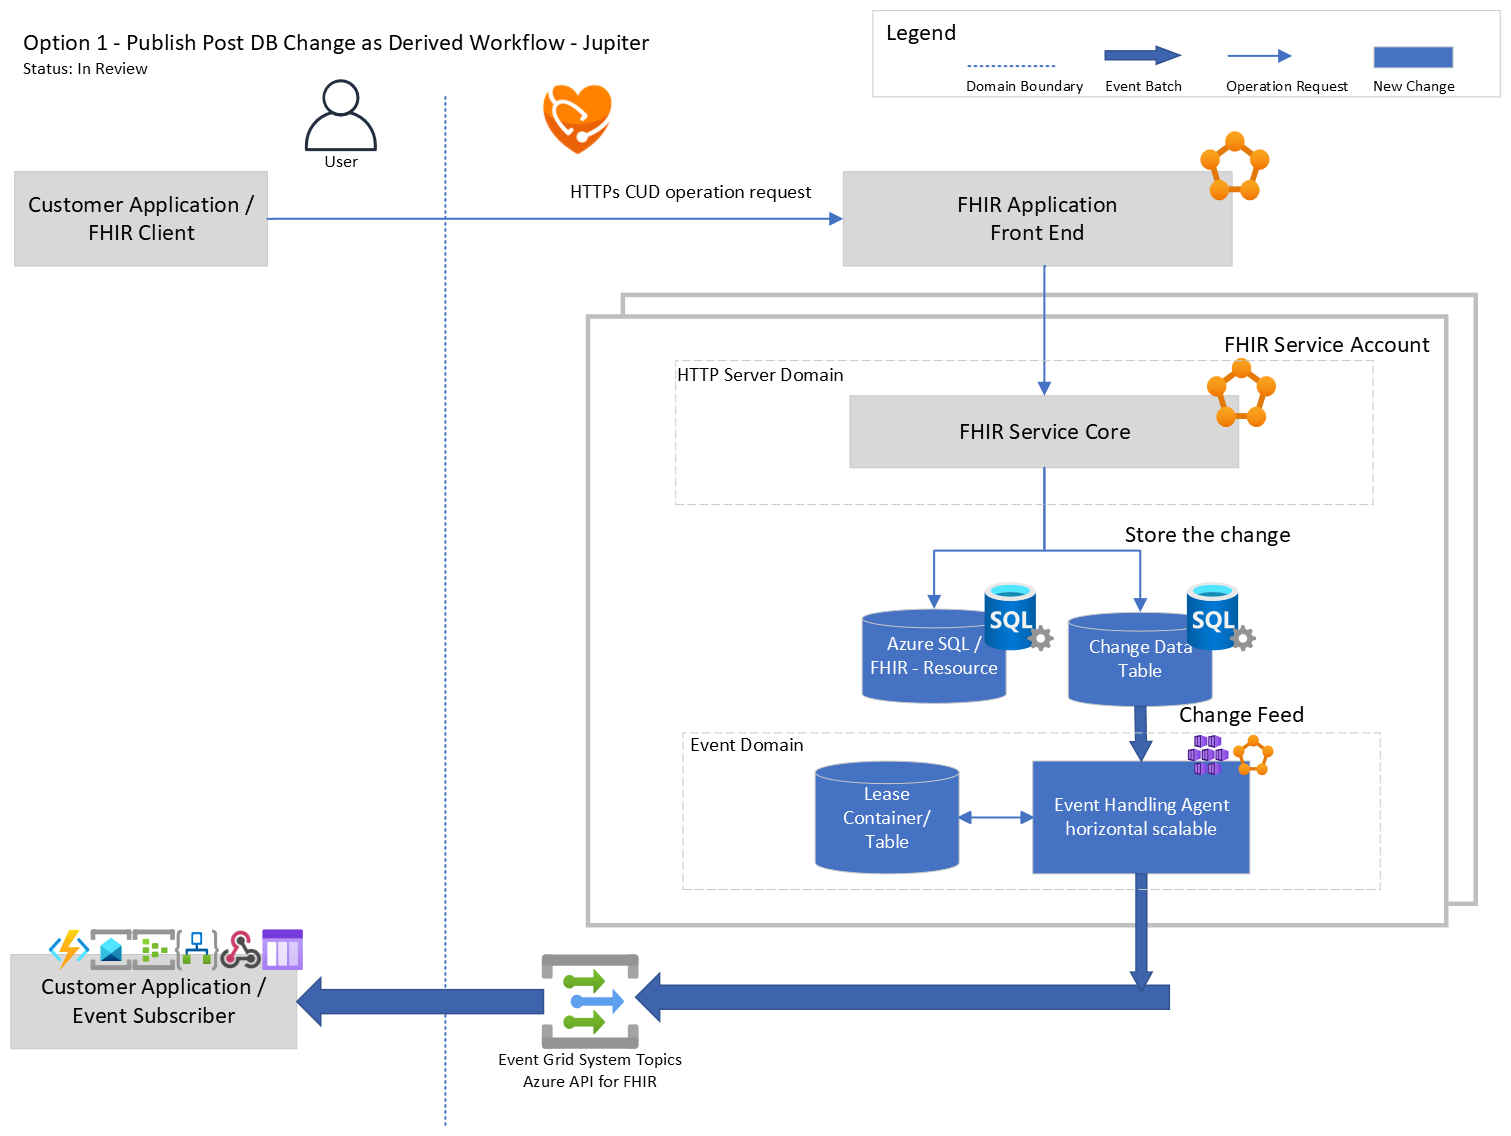 Option 1 - Publish Post DB Change as Derived Workflow - Jupiter
Status: In Review
Legend
Domain Boundary
Event Batch
Operation Request
New Change
User
Customer Application /
FHIR Client
HTTPs CUD operation request
FHIR Application
Front End
FHIR Service Account
HTTP Server Domain
FHIR Service Core
Store the change
SQL
SQL
Azure SQL /
FHIR - Resource
Change Data
Table
Change Feed
Event Domain
Lease
Container/
Table
Event Handling Agent
horizontal scalable
Customer Application /
Event Subscriber
Event Grid System Topics
Azure API for FHIR